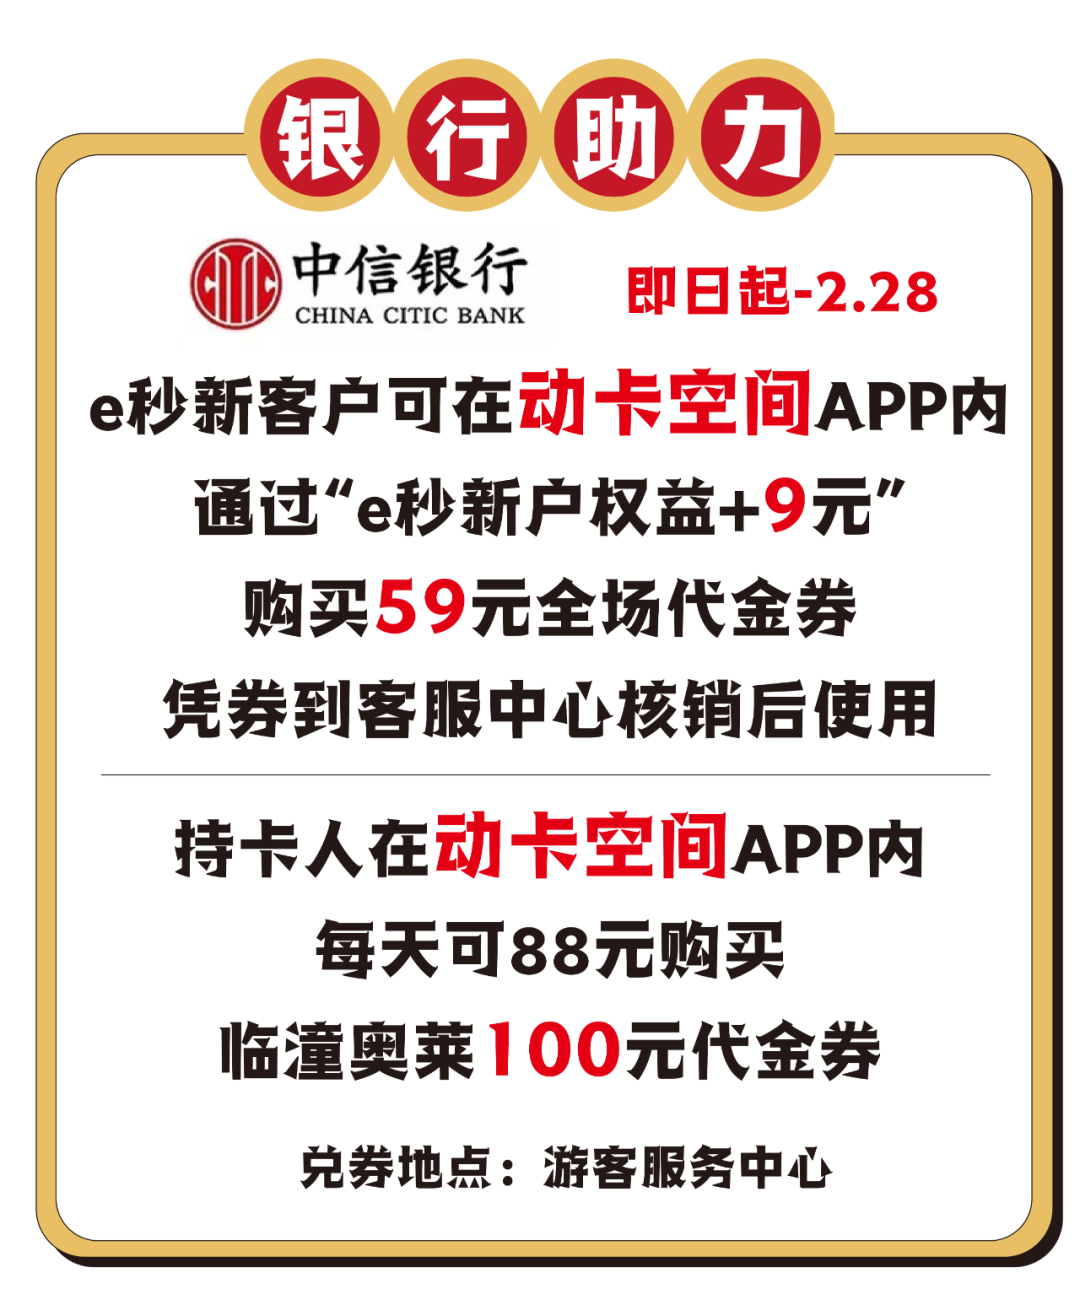 银行助力
中信银行
CHINA CITIC BANK
即日起-2.28
e秒新客户可在动卡空间APP内
通过“e秒新户权益+9元”
购买59元全场代金券
凭券到客服中心核销后使用
持卡人在动卡空间APP内
每天可88元购买
临潼奥莱100元代金券
兑券地点：游客服务中心